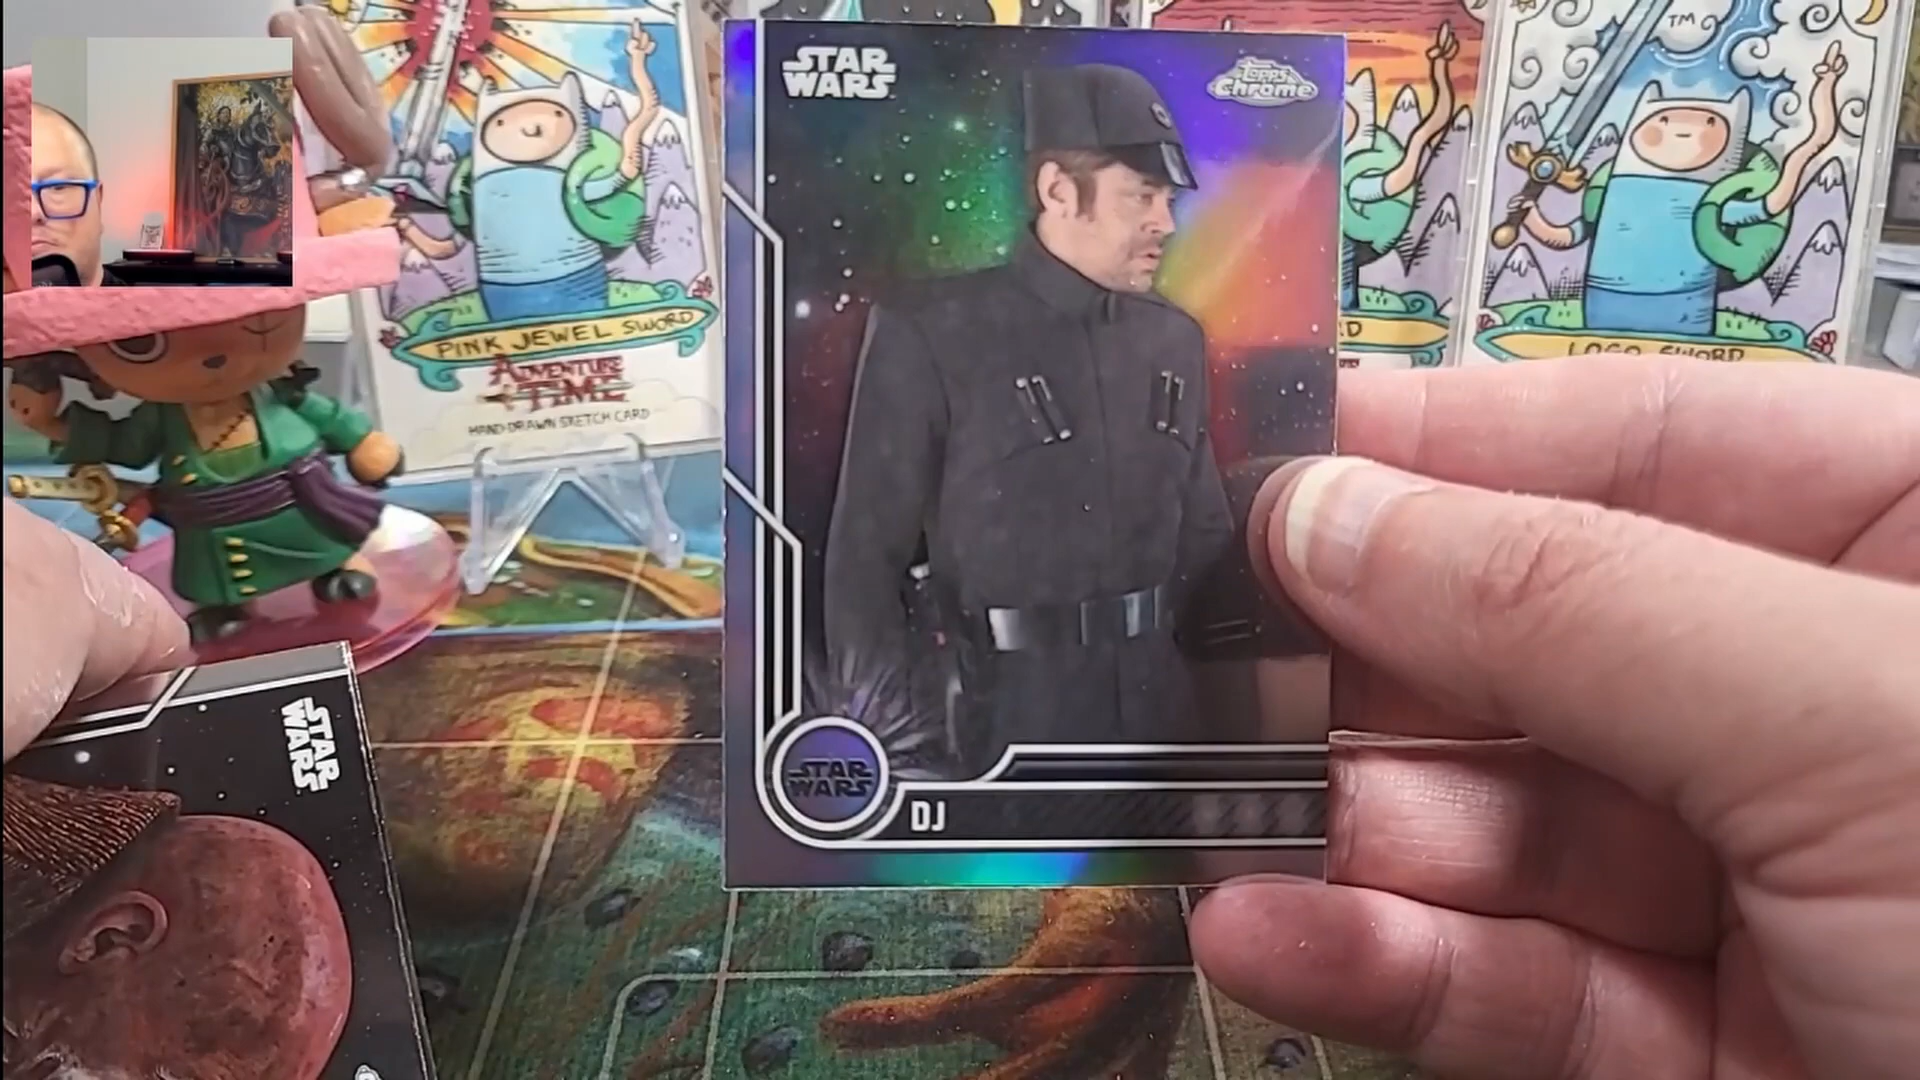 STAR
WARS
Topps
Chrome
TM
PINK JEWEL SWORD
ADVENTURE
TIME
HAND-DRAWN SKETCH CARD
LOGO SWORD
STAR
WARS
STAR
WARS
DJ